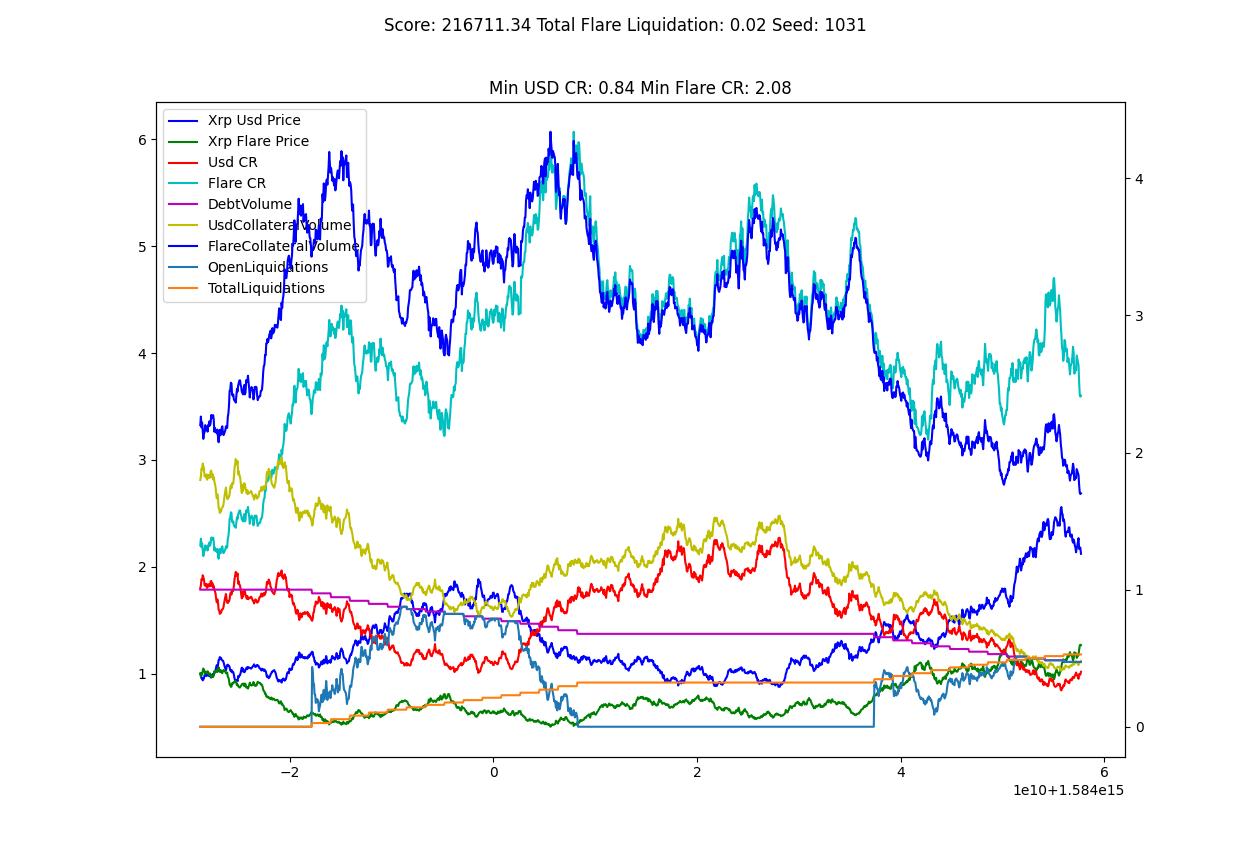 Score: 216711.34 Total Flare Liquidation: 0.02 Seed: 1031
Min USD CR: 0.84 Min Flare CR: 2.08
Xrp Usd Price
Xrp Flare Price
Usd CR
Flare CR
DebtVolume
UsdCollateralVolume
FlareCollateralVolume
OpenLiquidations
TotalLiquidations
6
5
4
3
2
1
4
3
2
1
0
−2
0
2
4
6
1e10+1.584e15